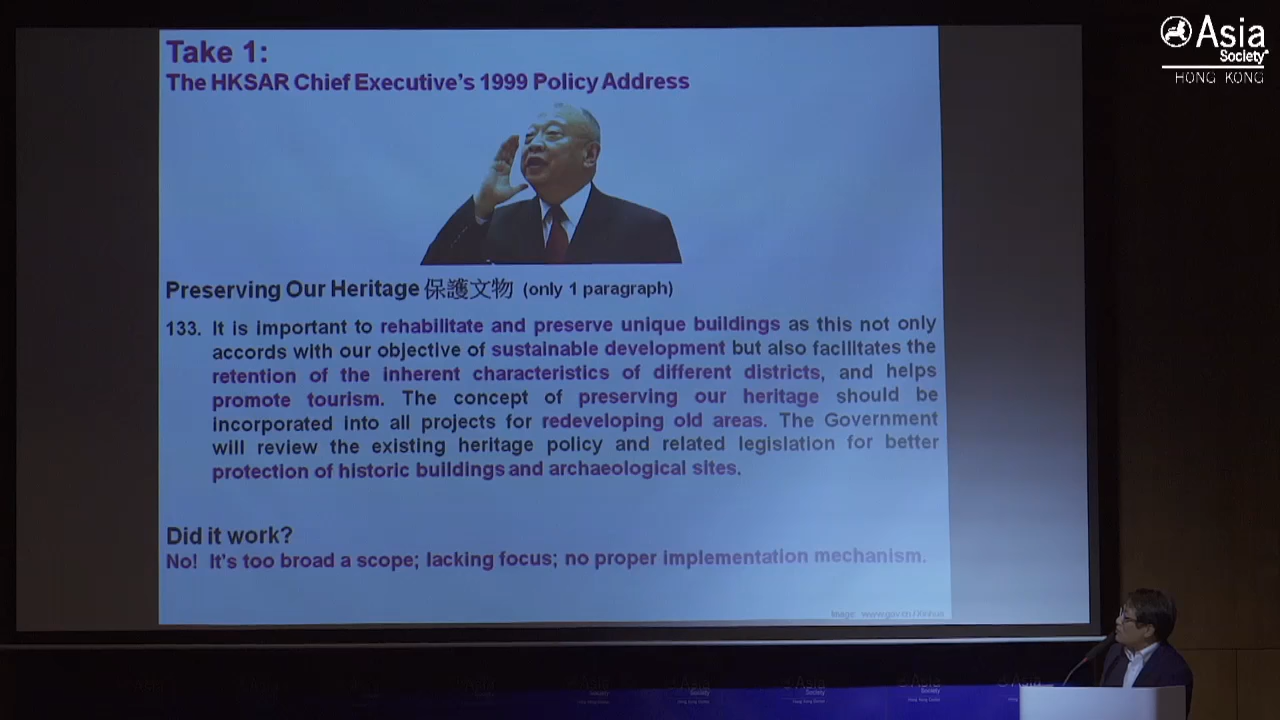 Take 1:
The HKSAR Chief Executive's 1999 Policy Address
Preserving Our Heritage 保護文物 (only 1 paragraph)
133. It is important to rehabilitate and preserve unique buildings as this not only
accords with our objective of sustainable development but also facilitates the
retention of the inherent characteristics of different districts, and helps
promote tourism. The concept of preserving our heritage should be
incorporated into all projects for redeveloping old areas. The Government
will review the existing heritage policy and related legislation for better
protection of historic buildings and archaeological sites.
Did it work?
No! It's too broad a scope; lacking focus; no proper implementation mechanism.
Image: www.gov.cn/Xinhua
Asia
Society
HONG KONG